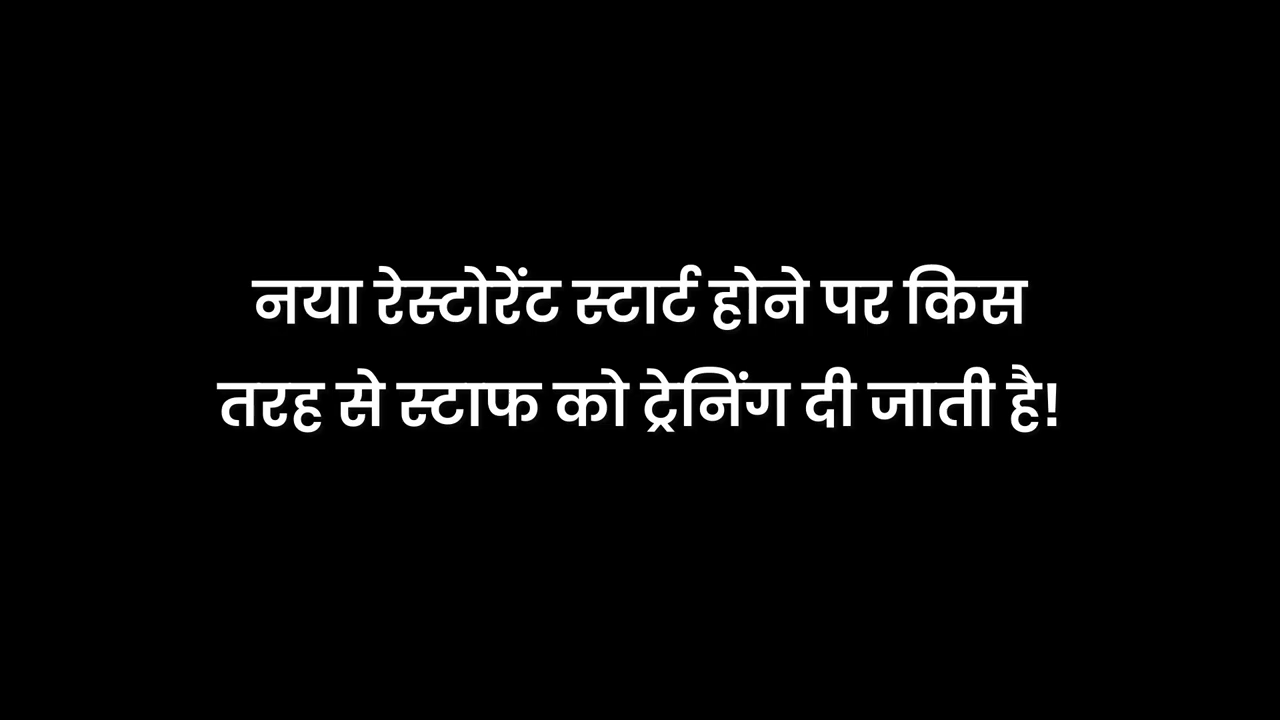 नया रेस्टोरेंट स्टार्ट होने पर किस
तरह से स्टाफ को ट्रेनिंग दी जाती है!